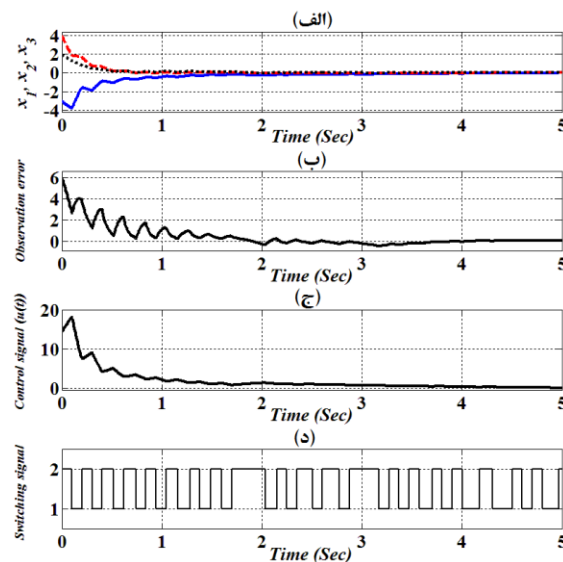 (الف)
x1, x2, x3
4
2
0
-2
-4
0 1 2 3 4 5
Time (Sec)
(ب)
Observation error
6
4
2
0
0 1 2 3 4 5
Time (Sec)
(ج)
Control signal (u(t))
20
10
0
0 1 2 3 4 5
Time (Sec)
(د)
Switching signal
2
1
0 1 2 3 4 5
Time (Sec)